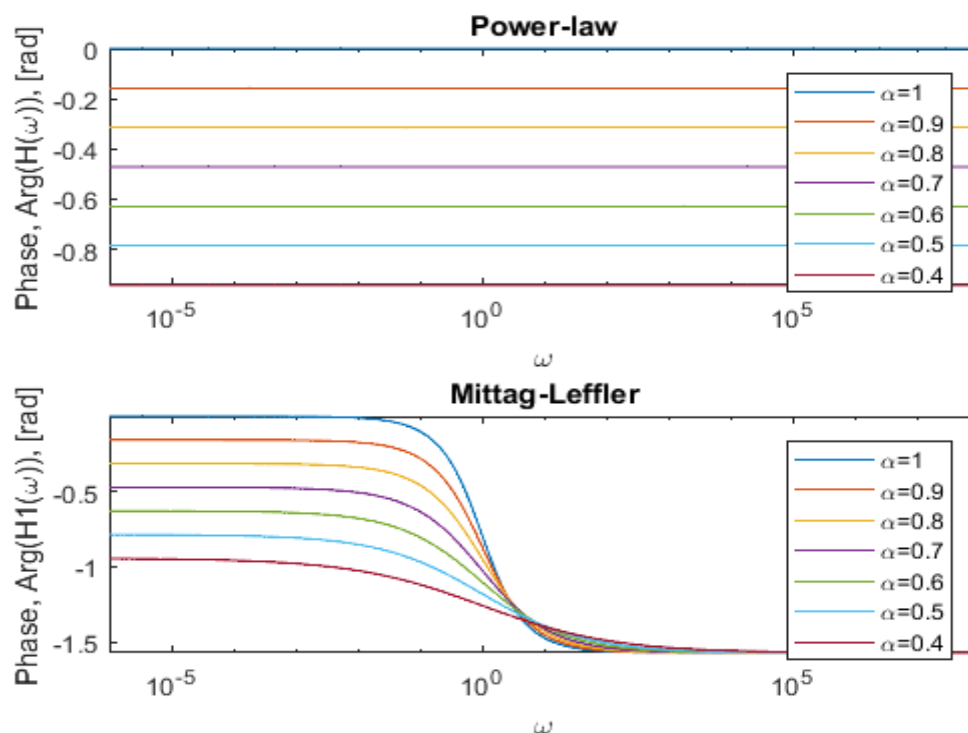 Power-law
Phase, Arg(H(ω)), [rad]
0
-0.2
-0.4
-0.6
-0.8
10^-5
10^0
10^5
ω
α=1
α=0.9
α=0.8
α=0.7
α=0.6
α=0.5
α=0.4
Mittag-Leffler
Phase, Arg(H1(ω)), [rad]
-0.5
-1
-1.5
10^-5
10^0
10^5
ω
α=1
α=0.9
α=0.8
α=0.7
α=0.6
α=0.5
α=0.4